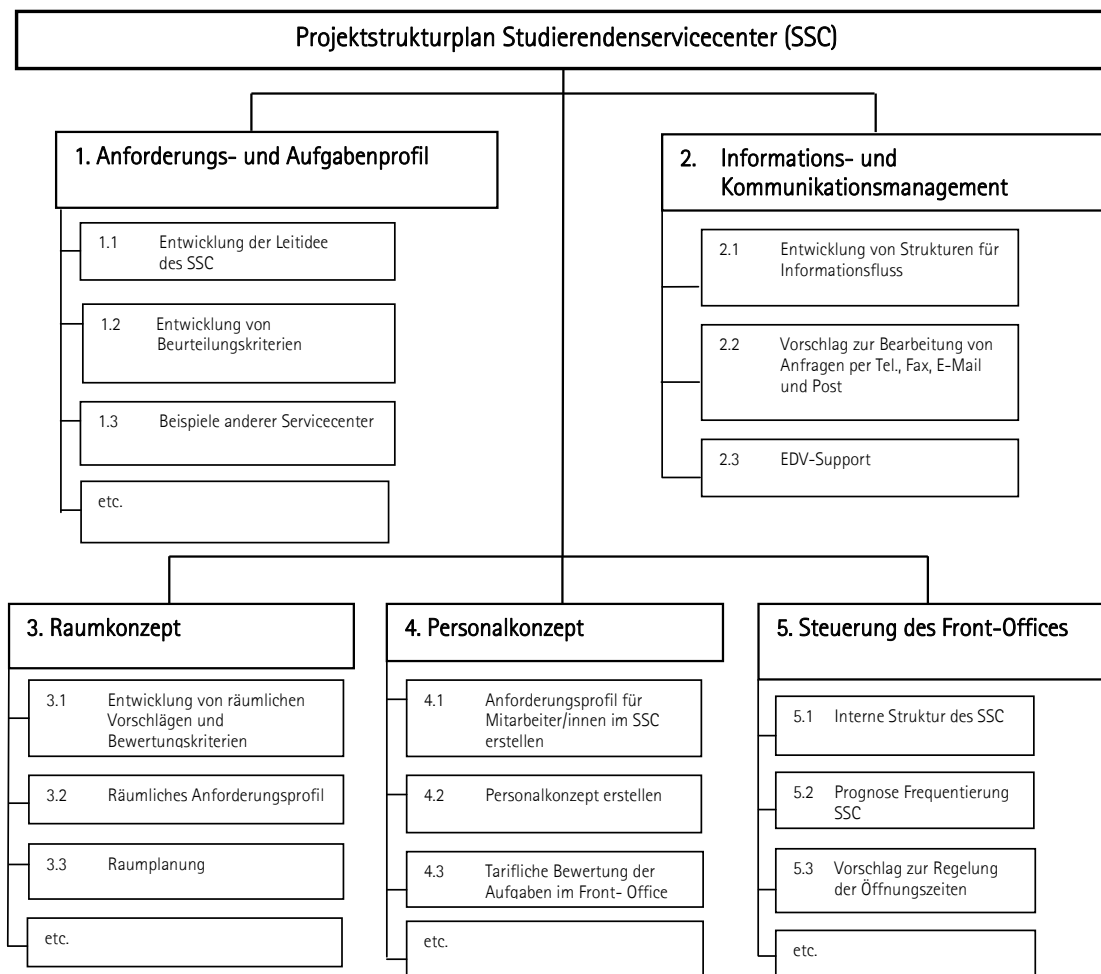 Projektstrukturplan Studierendenservicecenter (SSC)
1. Anforderungs- und Aufgabenprofil
1.1 Entwicklung der Leitidee
des SSC
1.2 Entwicklung von
Beurteilungskriterien
1.3 Beispiele anderer Servicecenter
etc.
2. Informations- und
Kommunikationsmanagement
2.1 Entwicklung von Strukturen für
Informationsfluss
2.2 Vorschlag zur Bearbeitung von
Anfragen per Tel., Fax, E-Mail
und Post
2.3 EDV-Support
3. Raumkonzept
3.1 Entwicklung von räumlichen
Vorschlägen und
Bewertungskriterien
3.2 Räumliches Anforderungsprofil
3.3 Raumplanung
etc.
4. Personalkonzept
4.1 Anforderungsprofil für
Mitarbeiter/innen im SSC
erstellen
4.2 Personalkonzept erstellen
4.3 Tarifliche Bewertung der
Aufgaben im Front- Office
etc.
5. Steuerung des Front-Offices
5.1 Interne Struktur des SSC
5.2 Prognose Frequentierung
SSC
5.3 Vorschlag zur Regelung
der Öffnungszeiten
etc.